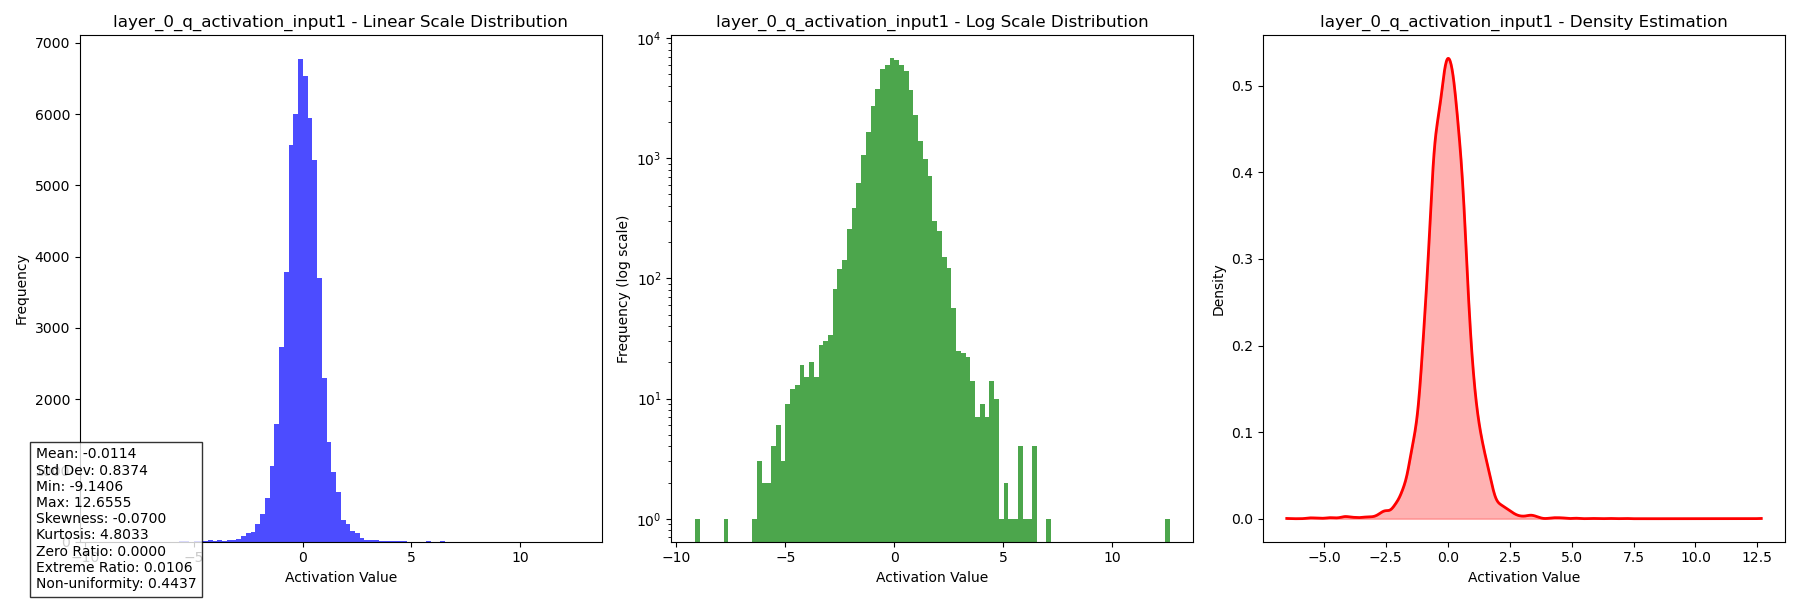 layer_0_q_activation_input1 - Linear Scale Distribution
7000
6000
5000
4000
3000
2000
0
−10
−5
0
5
10
Frequency
Activation Value
Mean: -0.0114
Std Dev: 0.8374
Min: -9.1406
Max: 12.6555
Skewness: -0.0700
Kurtosis: 4.8033
Zero Ratio: 0.0000
Extreme Ratio: 0.0106
Non-uniformity: 0.4437
layer_0_q_activation_input1 - Log Scale Distribution
10⁴
10³
10²
10¹
10⁰
−10
−5
0
5
10
Frequency (log scale)
Activation Value
layer_0_q_activation_input1 - Density Estimation
0.5
0.4
0.3
0.2
0.1
0.0
−5.0
−2.5
0.0
2.5
5.0
7.5
10.0
12.5
Density
Activation Value